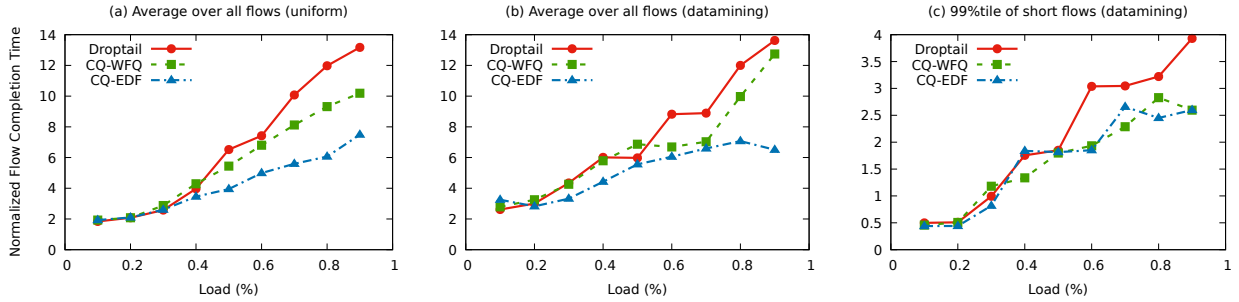 (a) Average over all flows (uniform)
Normalized Flow Completion Time
14
12
10
8
6
4
2
0
Droptail
CQ-WFQ
CQ-EDF
0 0.2 0.4 0.6 0.8 1
Load (%)
(b) Average over all flows (datamining)
14
12
10
8
6
4
2
0
Droptail
CQ-WFQ
CQ-EDF
0 0.2 0.4 0.6 0.8 1
Load (%)
(c) 99%tile of short flows (datamining)
4
3.5
3
2.5
2
1.5
1
0.5
0
Droptail
CQ-WFQ
CQ-EDF
0 0.2 0.4 0.6 0.8 1
Load (%)